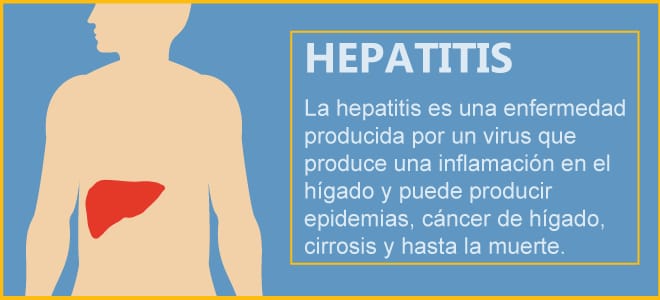 HEPATITIS
La hepatitis es una enfermedad
producida por un virus que
produce una inflamación en el
hígado y puede producir
epidemias, cáncer de hígado,
cirrosis y hasta la muerte.